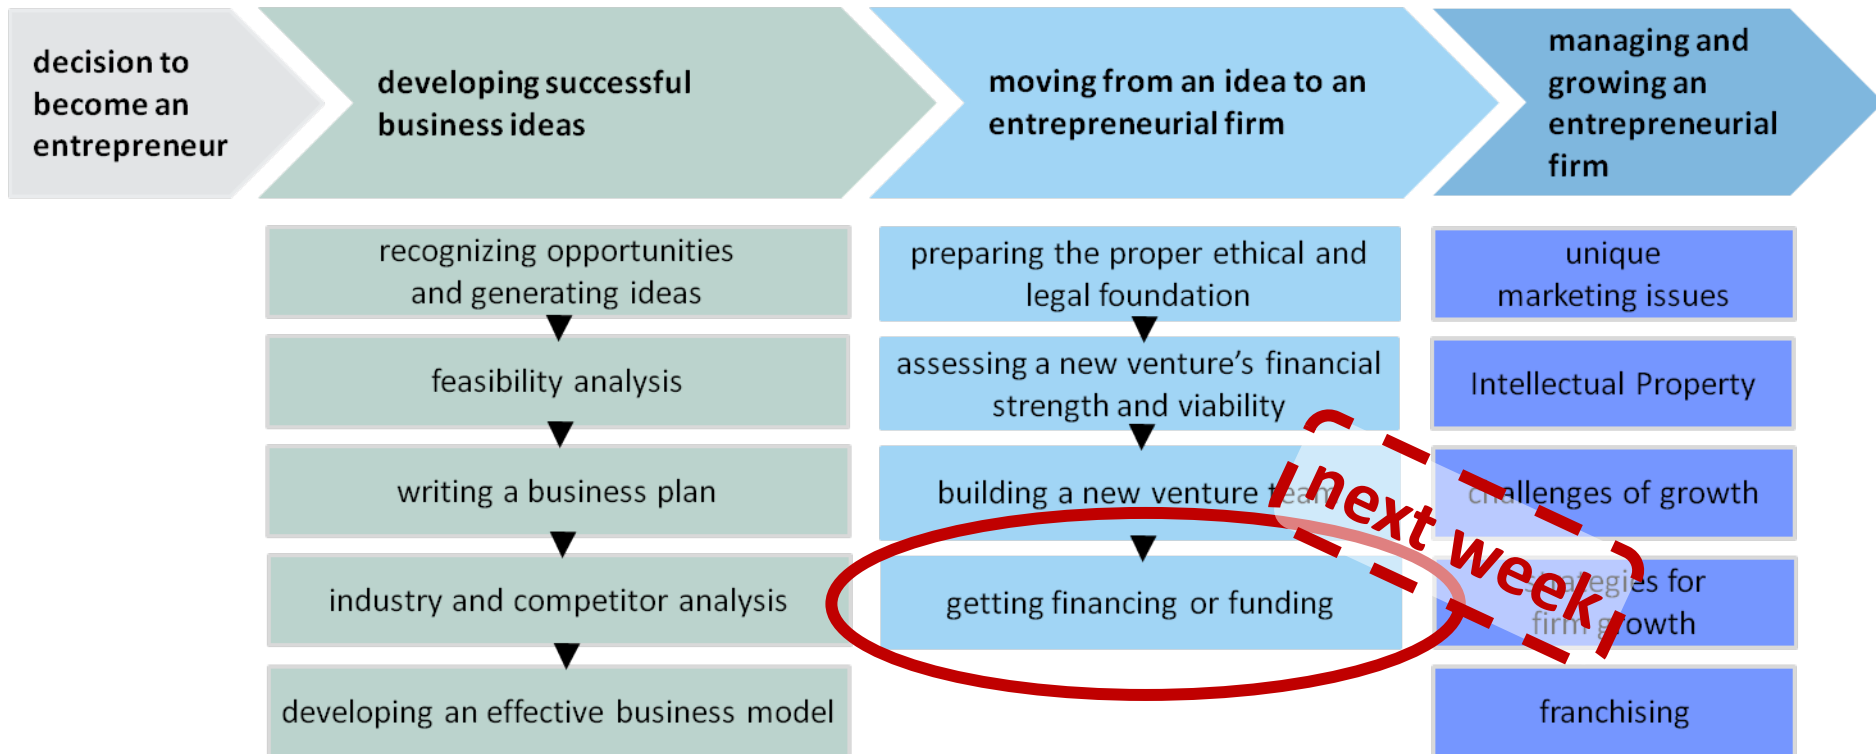 decision to
become an
entrepreneur
developing successful
business ideas
moving from an idea to an
entrepreneurial firm
managing and
growing an
entrepreneurial
firm
recognizing opportunities
and generating ideas
feasibility analysis
writing a business plan
industry and competitor analysis
developing an effective business model
preparing the proper ethical and
legal foundation
assessing a new venture's financial
strength and viability
building a new venture team
getting financing or funding
next week
unique
marketing issues
Intellectual Property
challenges of growth
strategies for
firm growth
franchising